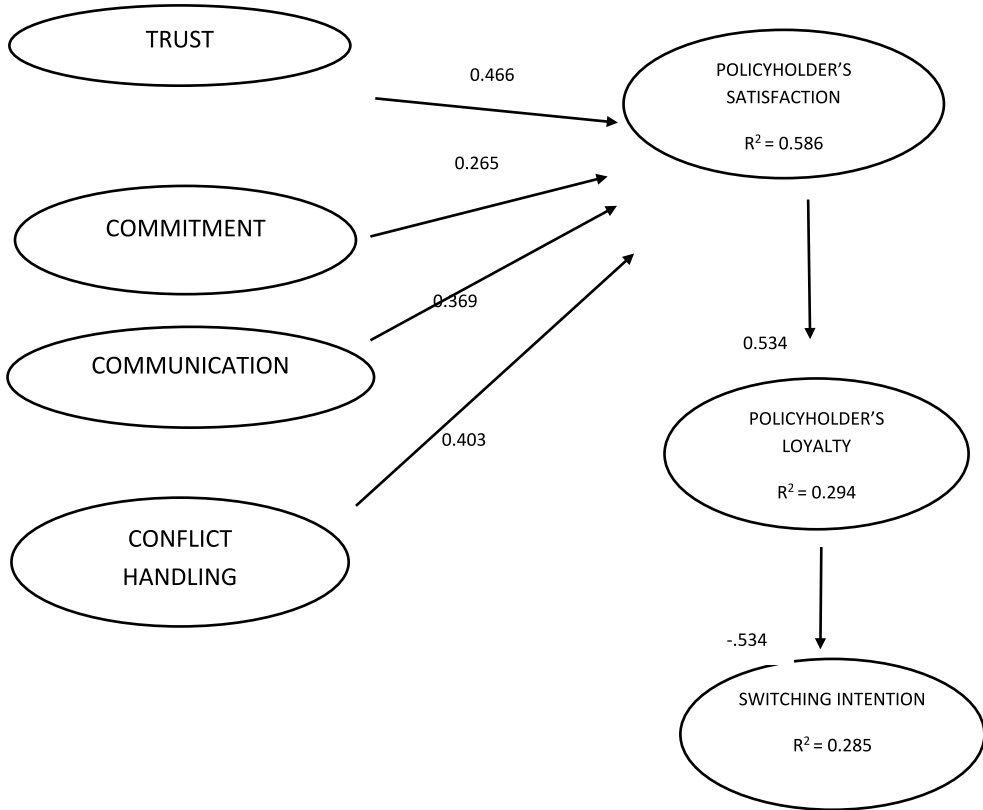 TRUST
0.466
POLICYHOLDER’S
SATISFACTION
R² = 0.586
0.265
COMMITMENT
0.369
COMMUNICATION
0.403
CONFLICT
HANDLING
0.534
POLICYHOLDER’S
LOYALTY
R² = 0.294
-.534
SWITCHING INTENTION
R² = 0.285